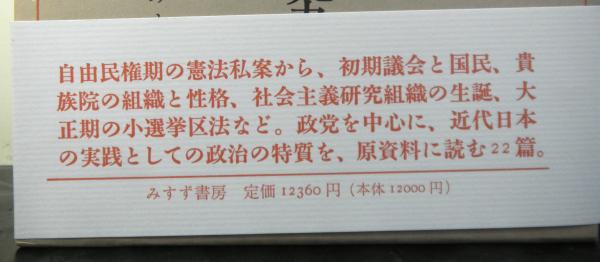 自由民権期の憲法私案から、初期議会と国民、貴
族院の組織と性格、社会主義研究組織の生誕、大
正期の小選挙区法など。政党を中心に、近代日本
の実践としての政治の特質を、原資料に読む22篇。
みすず書房　定価12360円（本体12000円）